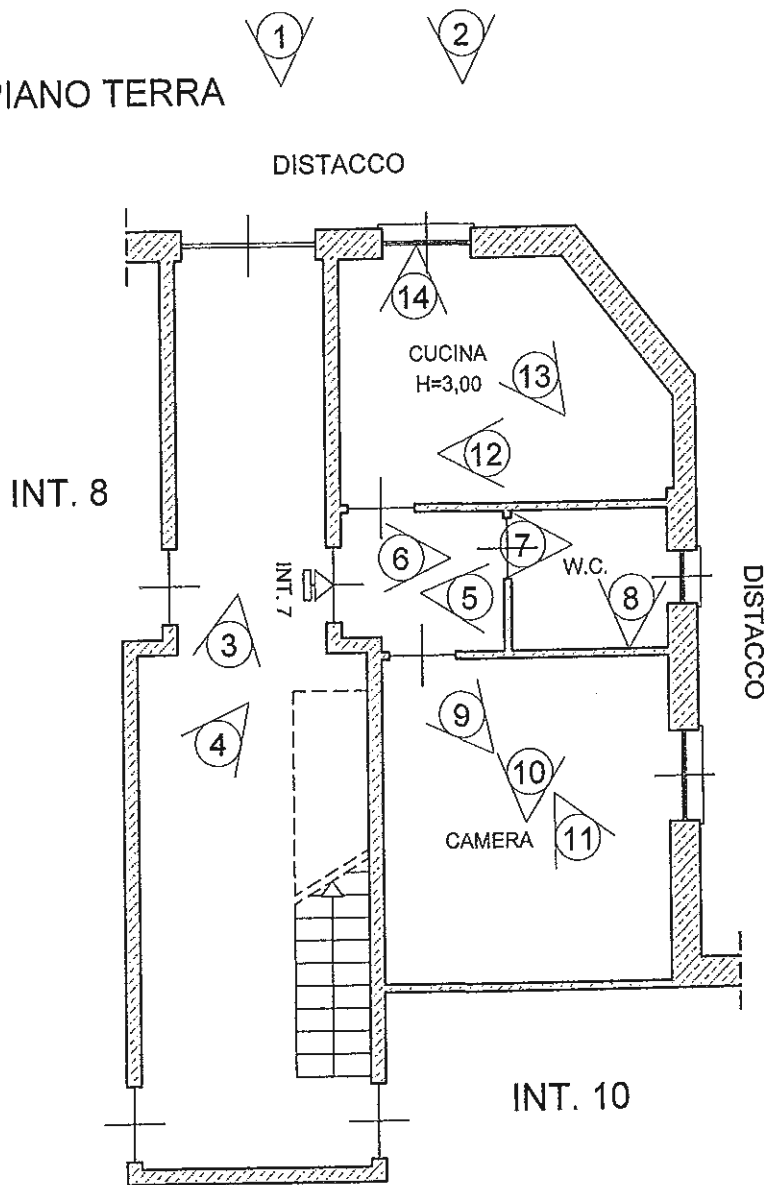 1
2
PIANO TERRA
DISTACCO
14
CUCINA
H=3,00
13
12
INT. 8
6
7
W.C.
INT. 7
5
8
DISTACCO
3
9
4
10
CAMERA
11
INT. 10